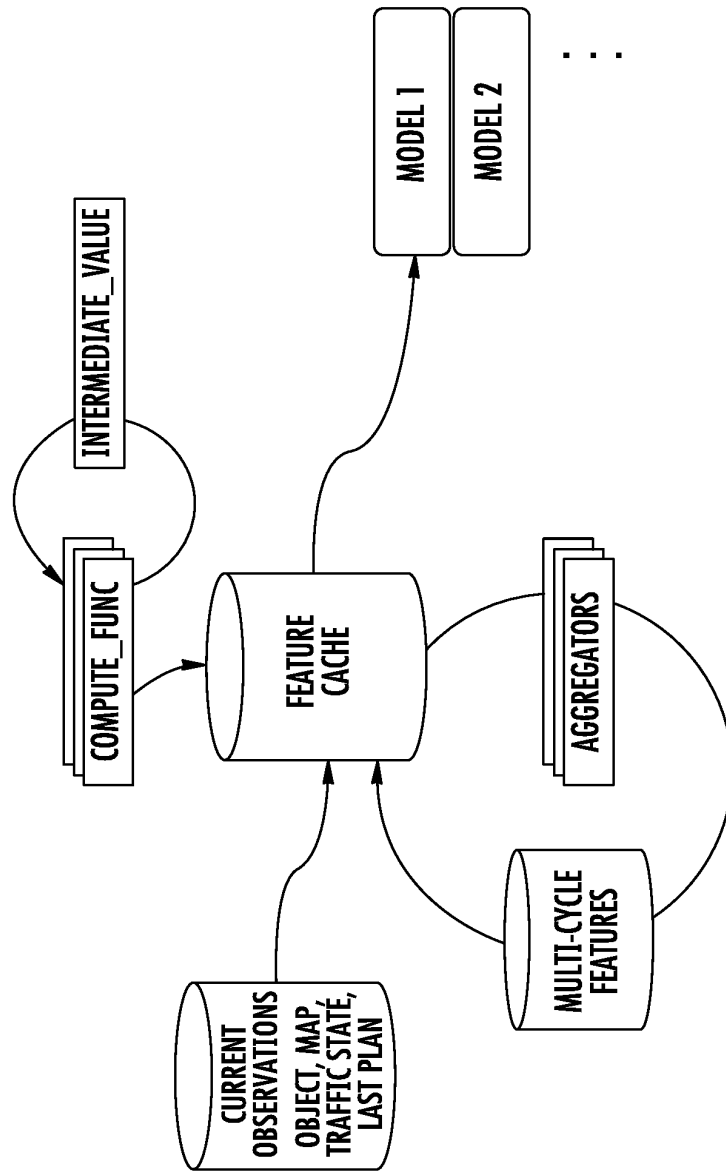 COMPUTE_FUNC
INTERMEDIATE_VALUE
CURRENT
OBSERVATIONS
OBJECT, MAP,
TRAFFIC STATE,
LAST PLAN
FEATURE
CACHE
MODEL 1
MODEL 2
. . .
MULTI-CYCLE
FEATURES
AGGREGATORS